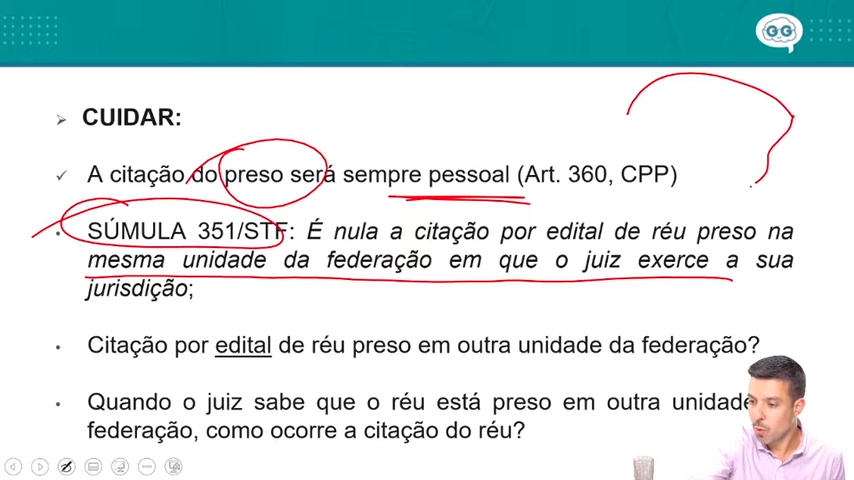 GG
CUIDAR:
A citação do preso será sempre pessoal (Art. 360, CPP)
SÚMULA 351/STF: É nula a citação por edital de réu preso na
mesma unidade da federação em que o juiz exerce a sua
jurisdição;
Citação por edital de réu preso em outra unidade da federação?
Quando o juiz sabe que o réu está preso em outra unidade
federação, como ocorre a citação do réu?